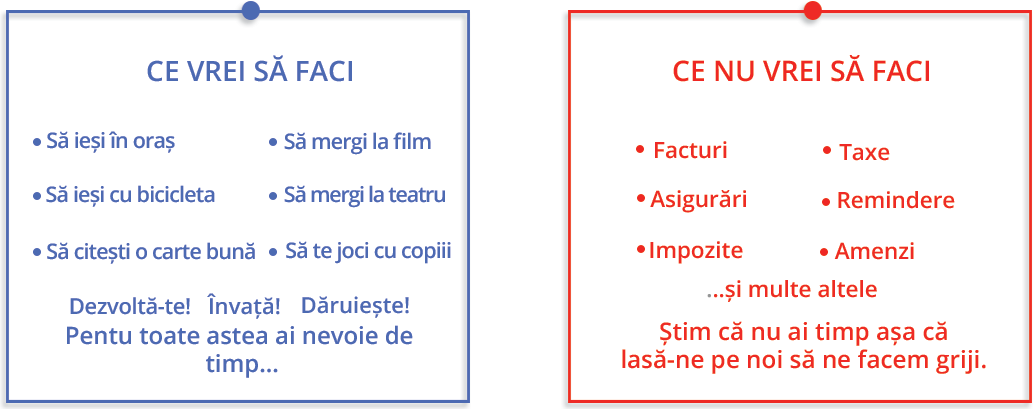 CE VREI SĂ FACI
• Să ieși în oraș
• Să mergi la film
• Să ieși cu bicicleta
• Să mergi la teatru
• Să citești o carte bună
• Să te joci cu copiii
Dezvoltă-te! Învață! Dăruiește!
Pentu toate astea ai nevoie de
timp...
CE NU VREI SĂ FACI
• Facturi
• Taxe
• Asigurări
• Remindere
• Impozite
• Amenzi
...și multe altele
Știm că nu ai timp așa că
lasă-ne pe noi să ne facem griji.